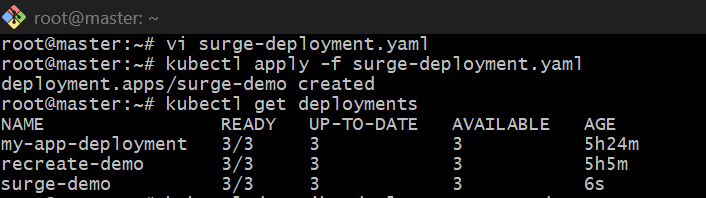 root@master: ~
root@master:~# vi surge-deployment.yaml
root@master:~# kubectl apply -f surge-deployment.yaml
deployment.apps/surge-demo created
root@master:~# kubectl get deployments
NAME                READY   UP-TO-DATE   AVAILABLE   AGE
my-app-deployment   3/3     3            3           5h24m
recreate-demo       3/3     3            3           5h5m
surge-demo          3/3     3            3           6s